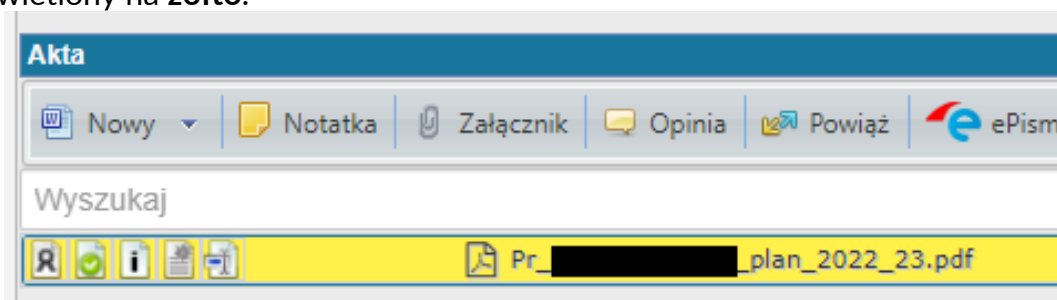 wietlony na żółto.
Akta
Nowy Notatka Załącznik Opinia Powiąż ePism
Wyszukaj
Pr_ _plan_2022_23.pdf